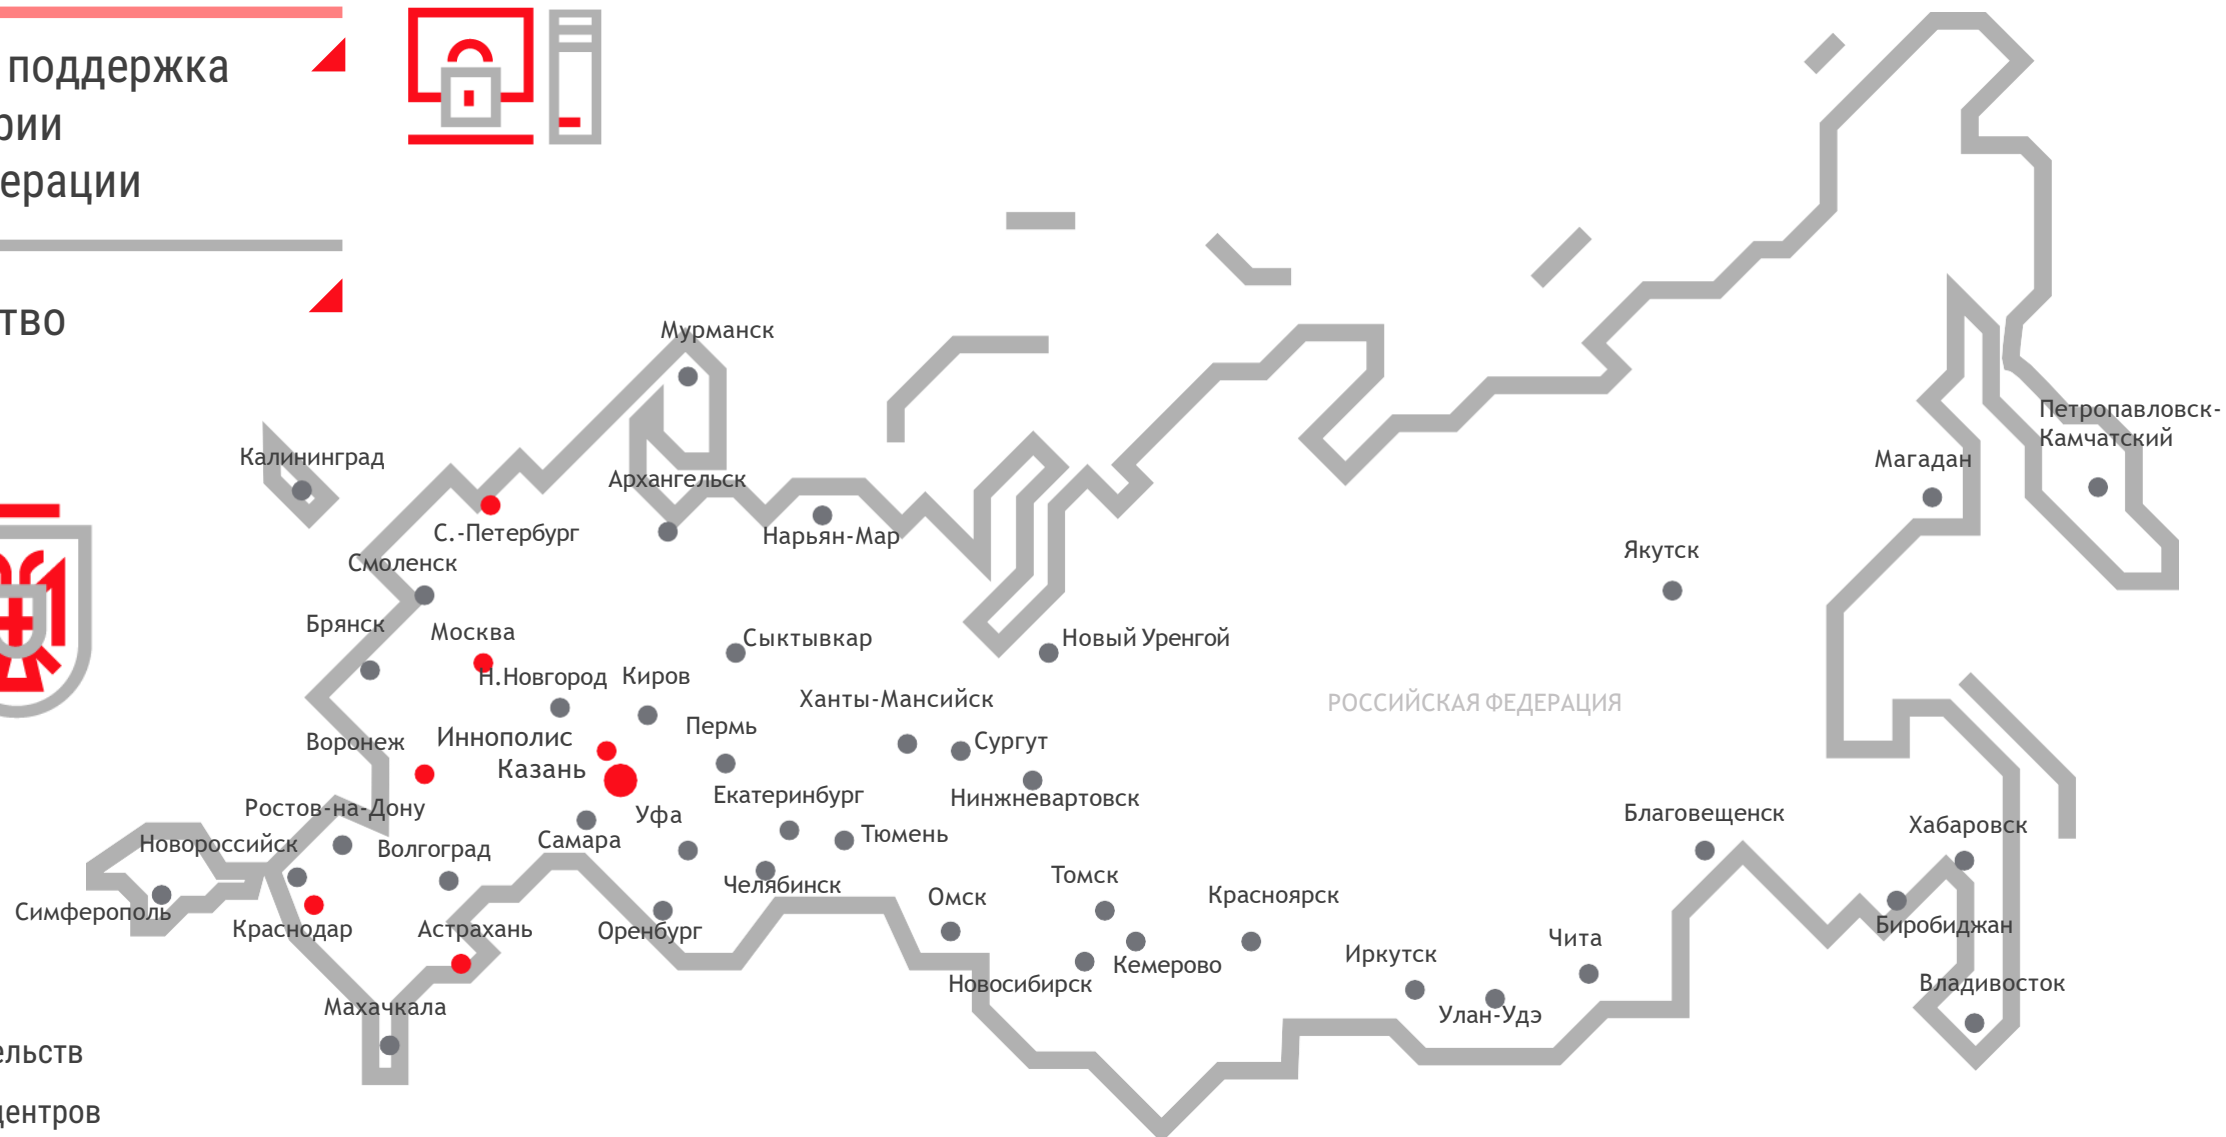 поддержка
рии
ерации
тво
ельств
центров
Мурманск
Калининград
Архангельск
С.-Петербург
Нарьян-Мар
Смоленск
Брянск
Москва
Сыктывкар
Новый Уренгой
Н.Новгород
Киров
Ханты-Мансийск
Пермь
Воронеж
Иннополис
Казань
Сургут
Нинжневартовск
Екатеринбург
Ростов-на-Дону
Уфа
Самара
Тюмень
Новороссийск
Волгоград
Челябинск
Симферополь
Краснодар
Астрахань
Оренбург
Омск
Томск
Красноярск
Новосибирск
Кемерово
Махачкала
Иркутск
Чита
Улан-Удэ
РОССИЙСКАЯ ФЕДЕРАЦИЯ
Якутск
Магадан
Петропавловск-
Камчатский
Благовещенск
Хабаровск
Биробиджан
Владивосток